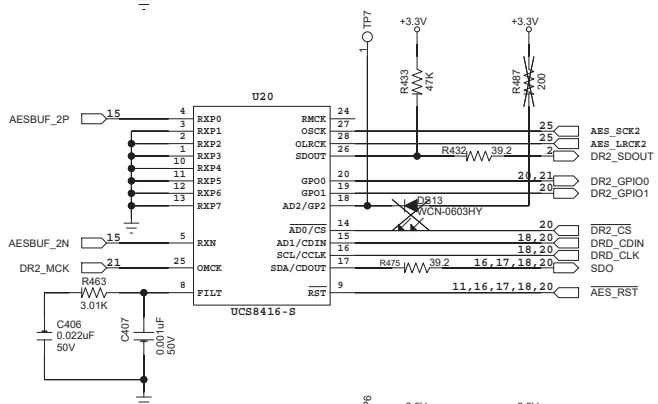 TP7
1
+3.3V
+3.3V
R433
47K
R487
200
U20
AESBUF_2P 15 4 RXP0
3 RXP1
2 RXP2
1 RXP3
10 RXP4
11 RXP5
12 RXP6
13 RXP7
AESBUF_2N 15 5 RXN
DR2_MCK 21 25 OMCK
8 FILT
RMCK 24
OSCK 27 25 AES_SCK2
OLRCK 28 25 AES_LRCK2
SDOUT 26 R432 39.2 2 DR2_SDOUT
GPO0 20 20,21 DR2_GPIO0
GPO1 19 20 DR2_GPIO1
AD2/GP2 18
DS13
WCN-0603HY
AD0/CS 14 20 DR2_CS
AD1/CDIN 15 18,20 DRD_CDIN
SCL/CCLK 16 18,20 DRD_CLK
SDA/CDOUT 17 R475 39.2 16,17,18,20 SDO
RST 9 11,16,17,18,20 AES_RST
UCS8416-S
R463
3.01K
C406
0.022uF
50V
C407
0.001uF
50V